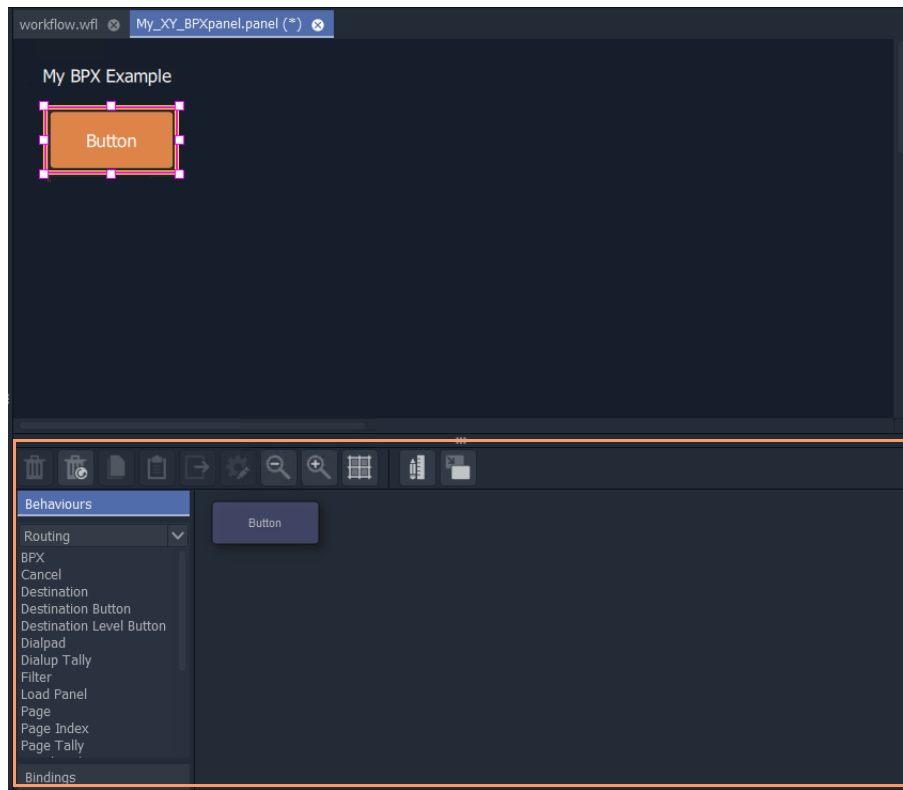 workflow.wfl My_XY_BPXpanel.panel (*)
My BPX Example
Button
Behaviours
Button
Routing
BPX
Cancel
Destination
Destination Button
Destination Level Button
Dialpad
Dialup Tally
Filter
Load Panel
Page
Page Index
Page Tally
Bindings